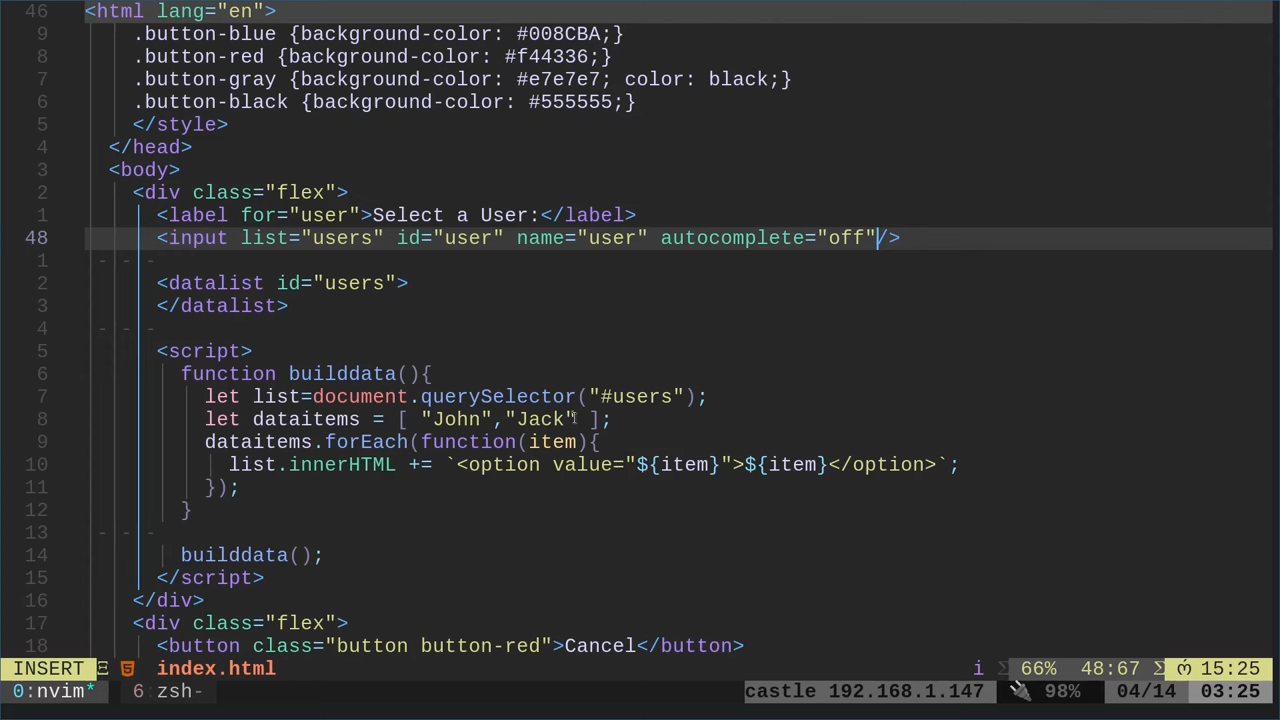 46 <html lang="en">
9 .button-blue {background-color: #008CBA;}
8 .button-red {background-color: #f44336;}
7 .button-gray {background-color: #e7e7e7; color: black;}
6 .button-black {background-color: #555555;}
5 </style>
4 </head>
3 <body>
2 <div class="flex">
1 <label for="user">Select a User:</label>
48 <input list="users" id="user" name="user" autocomplete="off"/>
1 - - -
2 <datalist id="users">
3 </datalist>
4 - - -
5 <script>
6 function builddata(){
7 let list=document.querySelector("#users");
8 let dataitems = [ "John","Jack" ];
9 dataitems.forEach(function(item){
10 list.innerHTML += `<option value="${item}">${item}</option>`;
11 });
12 }
13 - - -
14 builddata();
15 </script>
16 </div>
17 <div class="flex">
18 <button class="button button-red">Cancel</button>
INSERT index.html i 66% 48:67 15:25
0:nvim* 6 zsh- castle 192.168.1.147 98% 04/14 03:25